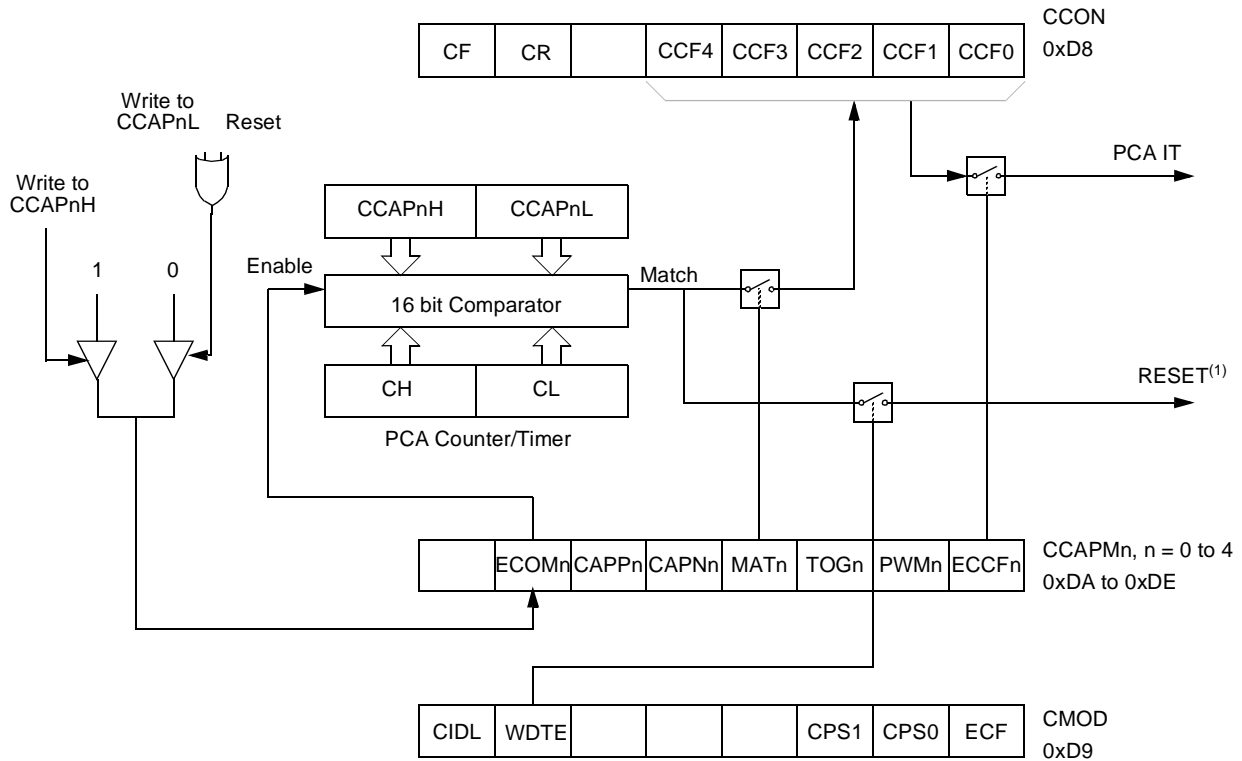 CCON
CF CR CCF4 CCF3 CCF2 CCF1 CCF0
0xD8
Write to
CCAPnL Reset
PCA IT
Write to
CCAPnH
CCAPnH CCAPnL
1 0
Enable
Match
16 bit Comparator
RESET(1)
CH CL
PCA Counter/Timer
ECOMn CAPPn CAPNn MATn TOGn PWMn ECCFn
CCAPMn, n = 0 to 4
0xDA to 0xDE
CIDL WDTE CPS1 CPS0 ECF
CMOD
0xD9